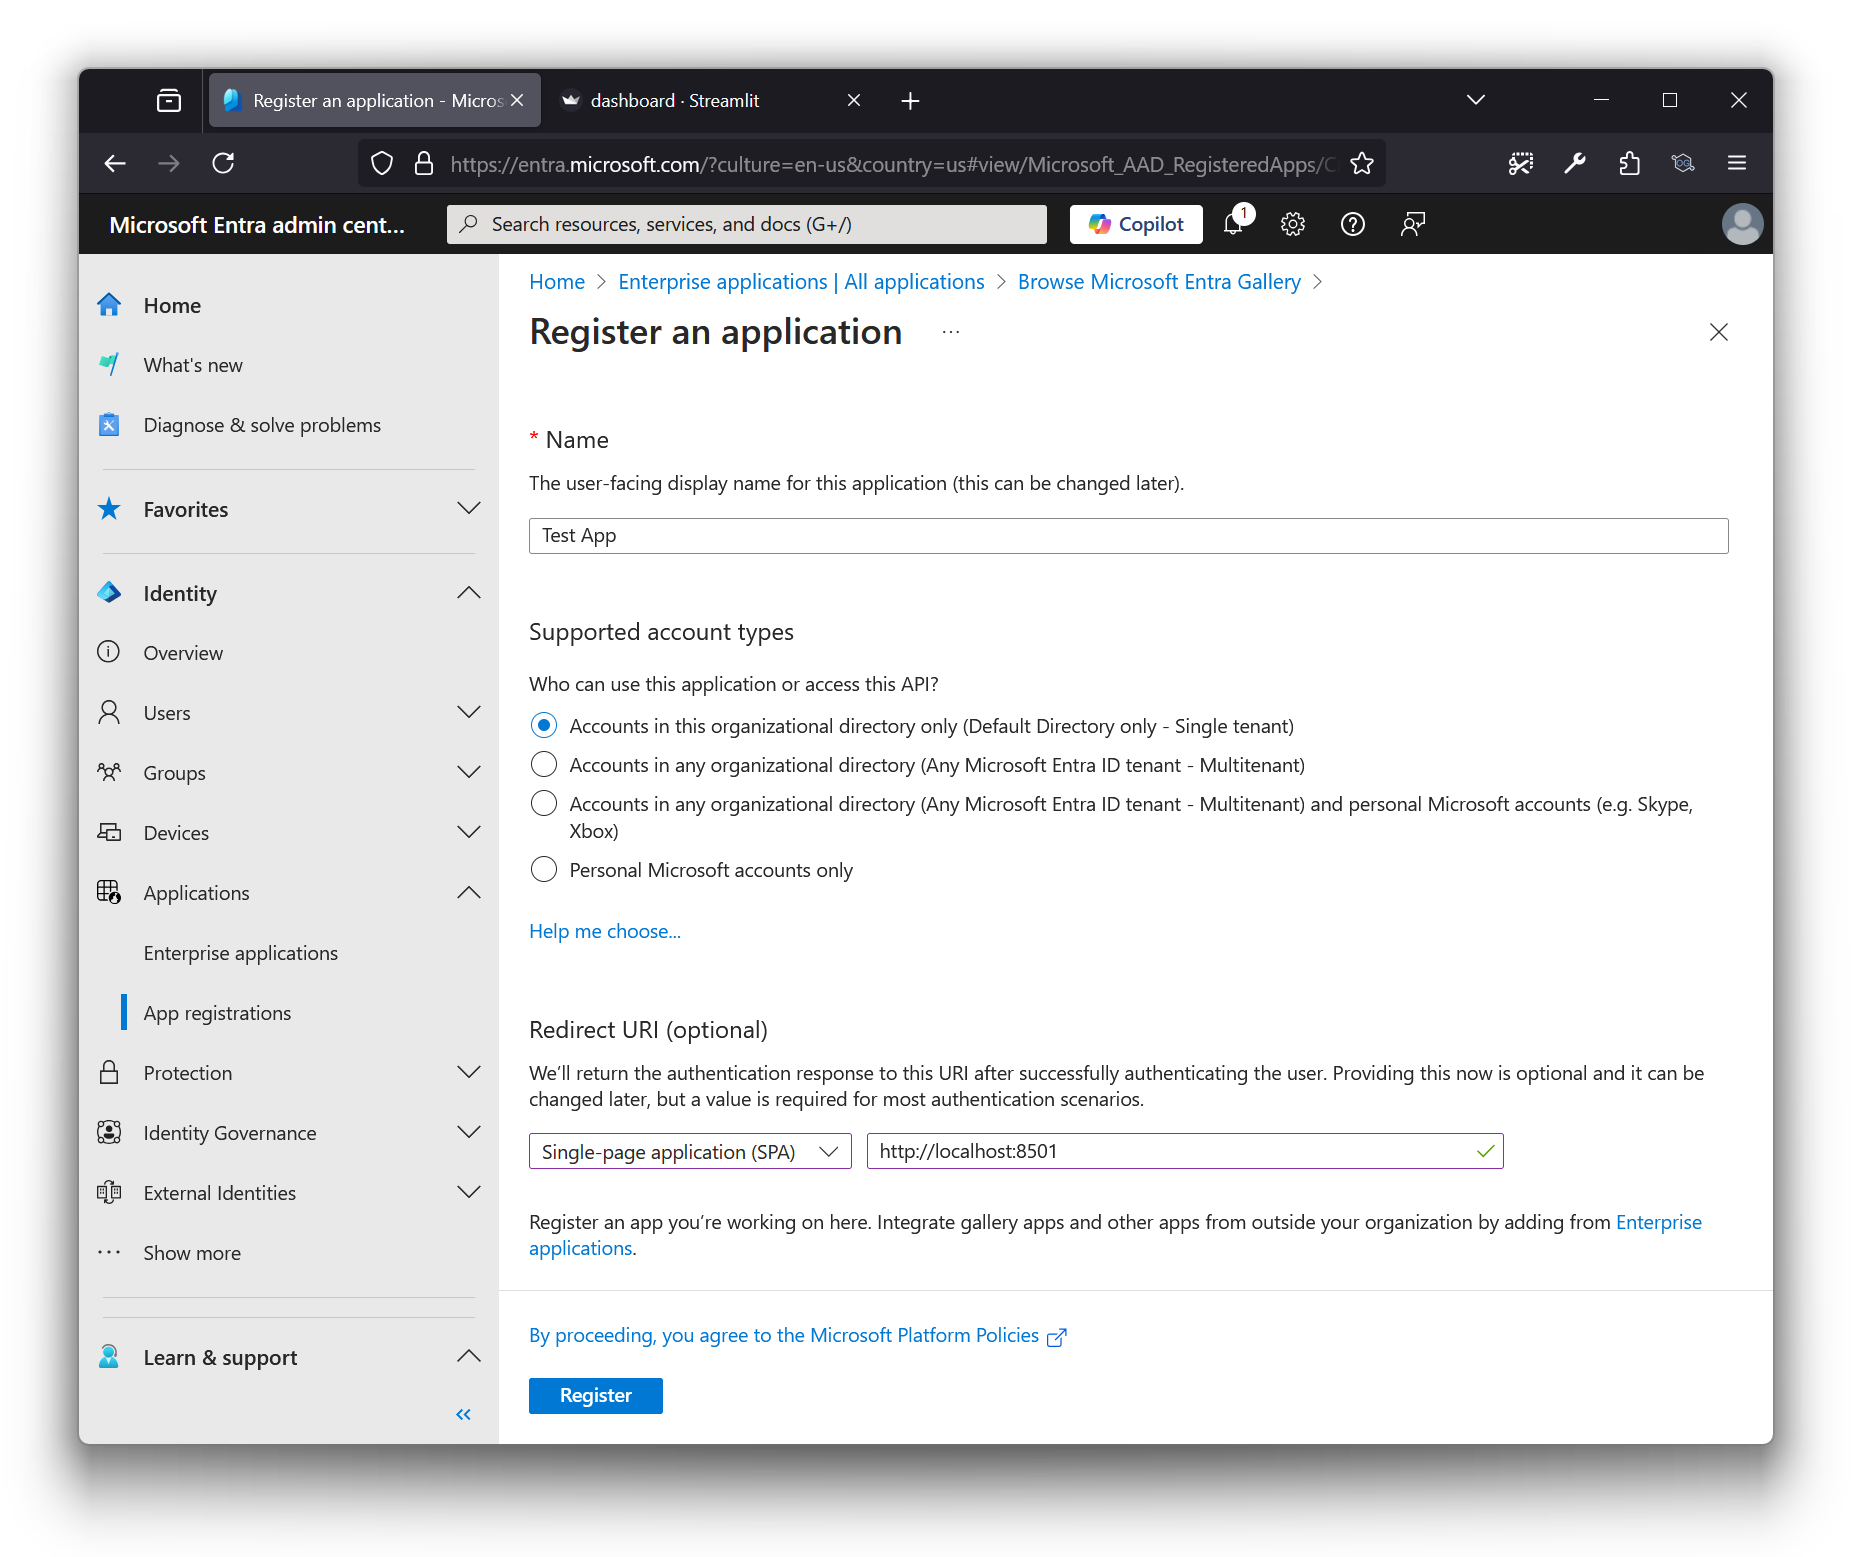 Register an application - Micros
dashboard · Streamlit
https://entra.microsoft.com/?culture=en-us&country=us#view/Microsoft_AAD_RegisteredApps/C
Microsoft Entra admin cent...
Search resources, services, and docs (G+/)
Copilot
1
Home
What's new
Diagnose & solve problems
Favorites
Identity
Overview
Users
Groups
Devices
Applications
Enterprise applications
App registrations
Protection
Identity Governance
External Identities
Show more
Learn & support
Home > Enterprise applications | All applications > Browse Microsoft Entra Gallery >
Register an application ...
* Name
The user-facing display name for this application (this can be changed later).
Test App
Supported account types
Who can use this application or access this API?
Accounts in this organizational directory only (Default Directory only - Single tenant)
Accounts in any organizational directory (Any Microsoft Entra ID tenant - Multitenant)
Accounts in any organizational directory (Any Microsoft Entra ID tenant - Multitenant) and personal Microsoft accounts (e.g. Skype,
Xbox)
Personal Microsoft accounts only
Help me choose...
Redirect URI (optional)
We'll return the authentication response to this URI after successfully authenticating the user. Providing this now is optional and it can be
changed later, but a value is required for most authentication scenarios.
Single-page application (SPA)
http://localhost:8501
Register an app you're working on here. Integrate gallery apps and other apps from outside your organization by adding from Enterprise
applications.
By proceeding, you agree to the Microsoft Platform Policies
Register